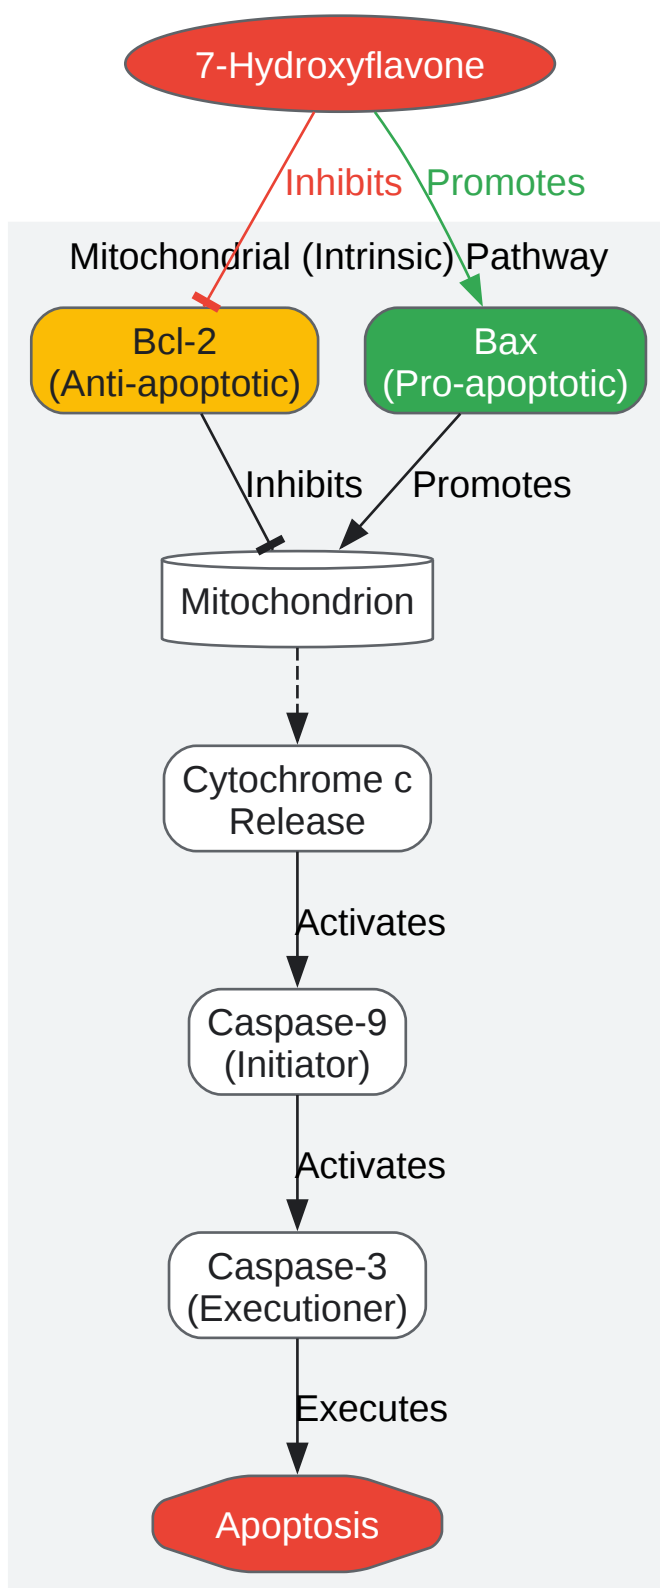 7-Hydroxyflavone
Inhibits
Promotes
Mitochondrial (Intrinsic) Pathway
Bcl-2
(Anti-apoptotic)
Bax
(Pro-apoptotic)
Inhibits
Promotes
Mitochondrion
Cytochrome c
Release
Activates
Caspase-9
(Initiator)
Activates
Caspase-3
(Executioner)
Executes
Apoptosis